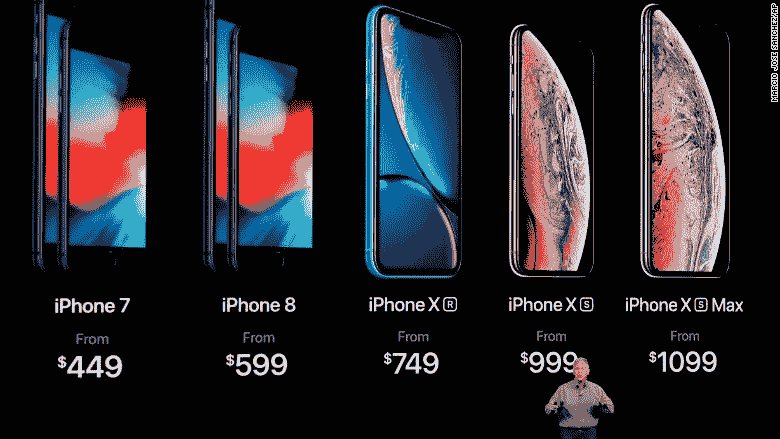 MARCIO JOSE SANCHEZ/AP
iPhone 7
From
$449
iPhone 8
From
$599
iPhone XR
From
$749
iPhone XS
From
$999
iPhone XS Max
From
$1099